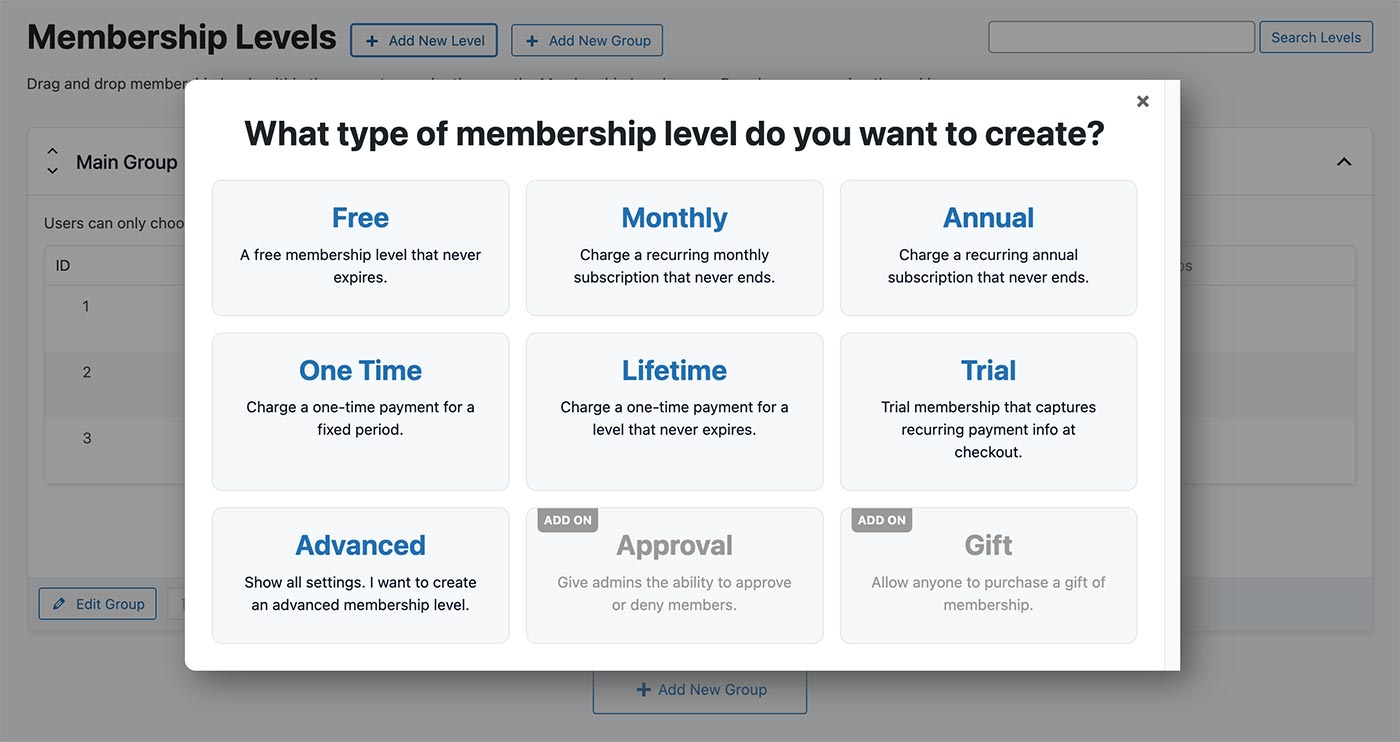 Membership Levels
Add New Level
Add New Group
Search Levels
Drag and drop
What type of membership level do you want to create?
Main Group
Users can only
ID
1
2
3
Free
A free membership level that never
expires.
Monthly
Charge a recurring monthly
subscription that never ends.
Annual
Charge a recurring annual
subscription that never ends.
One Time
Charge a one-time payment for a
fixed period.
Lifetime
Charge a one-time payment for a
level that never expires.
Trial
Trial membership that captures
recurring payment info at
checkout.
Advanced
Show all settings. I want to create
an advanced membership level.
ADD ON
Approval
Give admins the ability to approve
or deny members.
ADD ON
Gift
Allow anyone to purchase a gift of
membership.
Edit Group
Add New Group